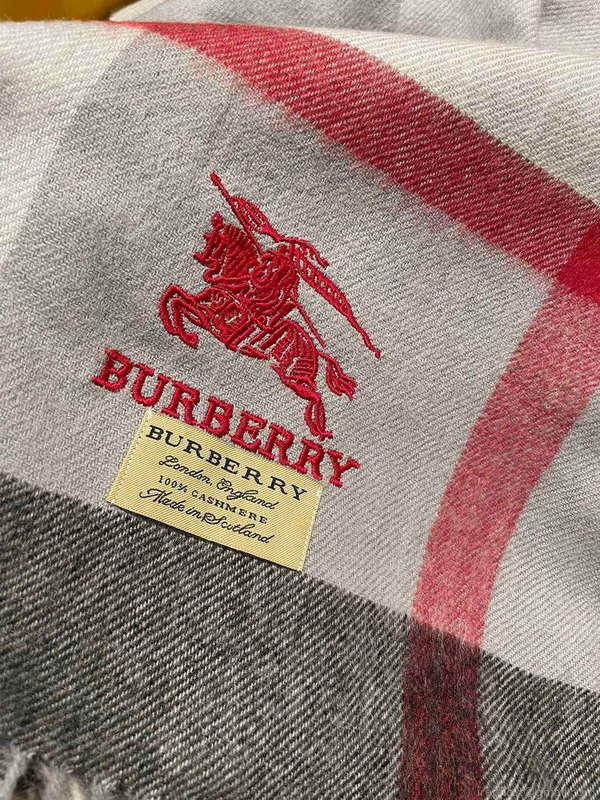 BURBERRY
BURBERRY
London, England
100% CASHMERE
Made in Scotland